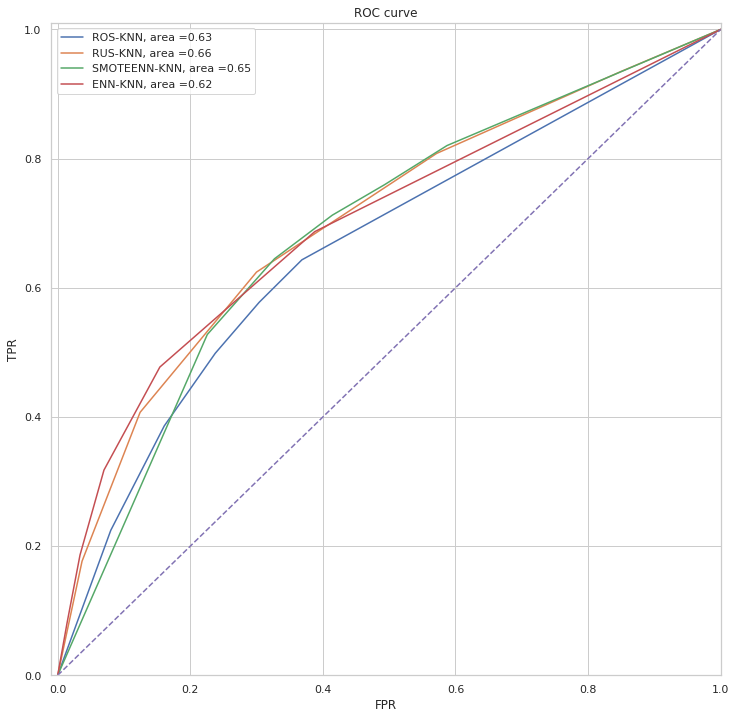 ROC curve
ROS-KNN, area =0.63
RUS-KNN, area =0.66
SMOTEENN-KNN, area =0.65
ENN-KNN, area =0.62
1.0
0.8
0.6
0.4
0.2
0.0
TPR
0.0 0.2 0.4 0.6 0.8 1.0
FPR